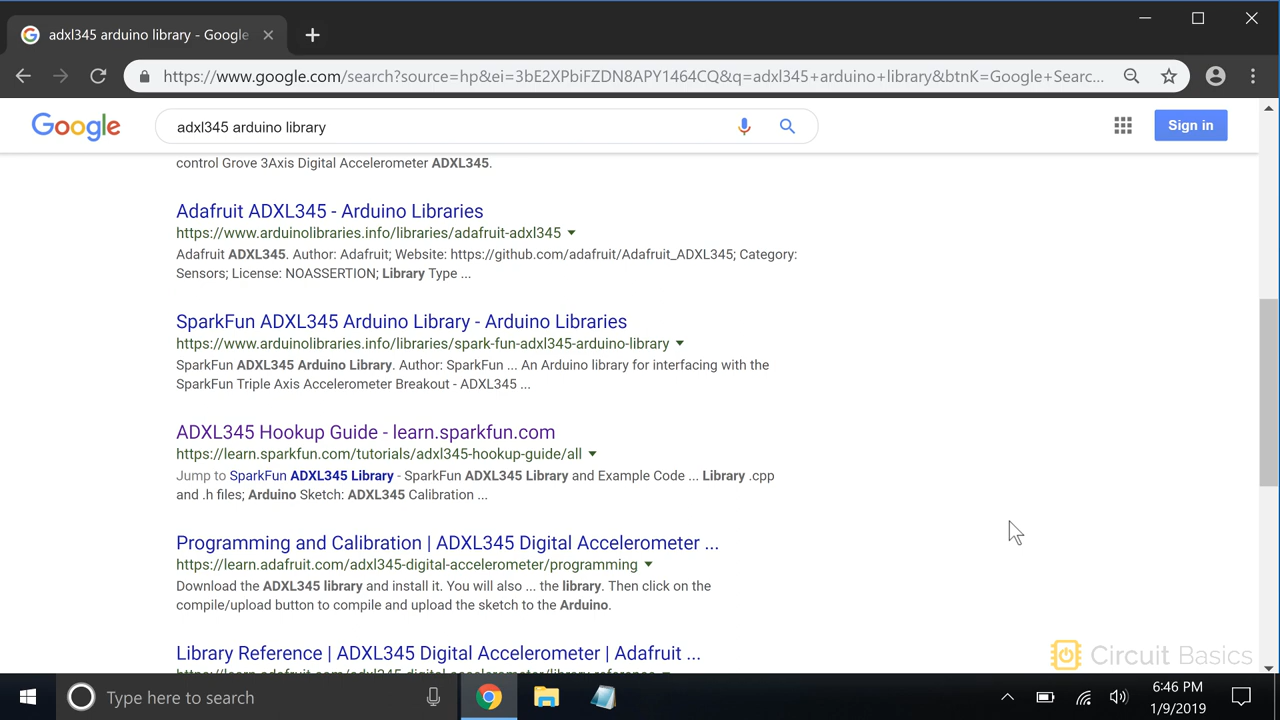 adxl345 arduino library - Google
https://www.google.com/search?source=hp&ei=3bE2XPbiFZDN8APY1464CQ&q=adxl345+arduino+library&btnK=Google+Searc...
Google
adxl345 arduino library
Sign in
control Grove 3Axis Digital Accelerometer ADXL345.
Adafruit ADXL345 - Arduino Libraries
https://www.arduinolibraries.info/libraries/adafruit-adxl345
Adafruit ADXL345. Author: Adafruit; Website: https://github.com/adafruit/Adafruit_ADXL345; Category:
Sensors; License: NOASSERTION; Library Type ...
SparkFun ADXL345 Arduino Library - Arduino Libraries
https://www.arduinolibraries.info/libraries/spark-fun-adxl345-arduino-library
SparkFun ADXL345 Arduino Library. Author: SparkFun ... An Arduino library for interfacing with the
SparkFun Triple Axis Accelerometer Breakout - ADXL345 ...
ADXL345 Hookup Guide - learn.sparkfun.com
https://learn.sparkfun.com/tutorials/adxl345-hookup-guide/all
Jump to SparkFun ADXL345 Library - SparkFun ADXL345 Library and Example Code ... Library .cpp
and .h files; Arduino Sketch: ADXL345 Calibration ...
Programming and Calibration | ADXL345 Digital Accelerometer ...
https://learn.adafruit.com/adxl345-digital-accelerometer/programming
Download the ADXL345 library and install it. You will also ... the library. Then click on the
compile/upload button to compile and upload the sketch to the Arduino.
Library Reference | ADXL345 Digital Accelerometer | Adafruit ...
https://learn.adafruit.com/adxl345-digital-accelerometer/library-reference
Circuit Basics
Type here to search
6:46 PM
1/9/2019